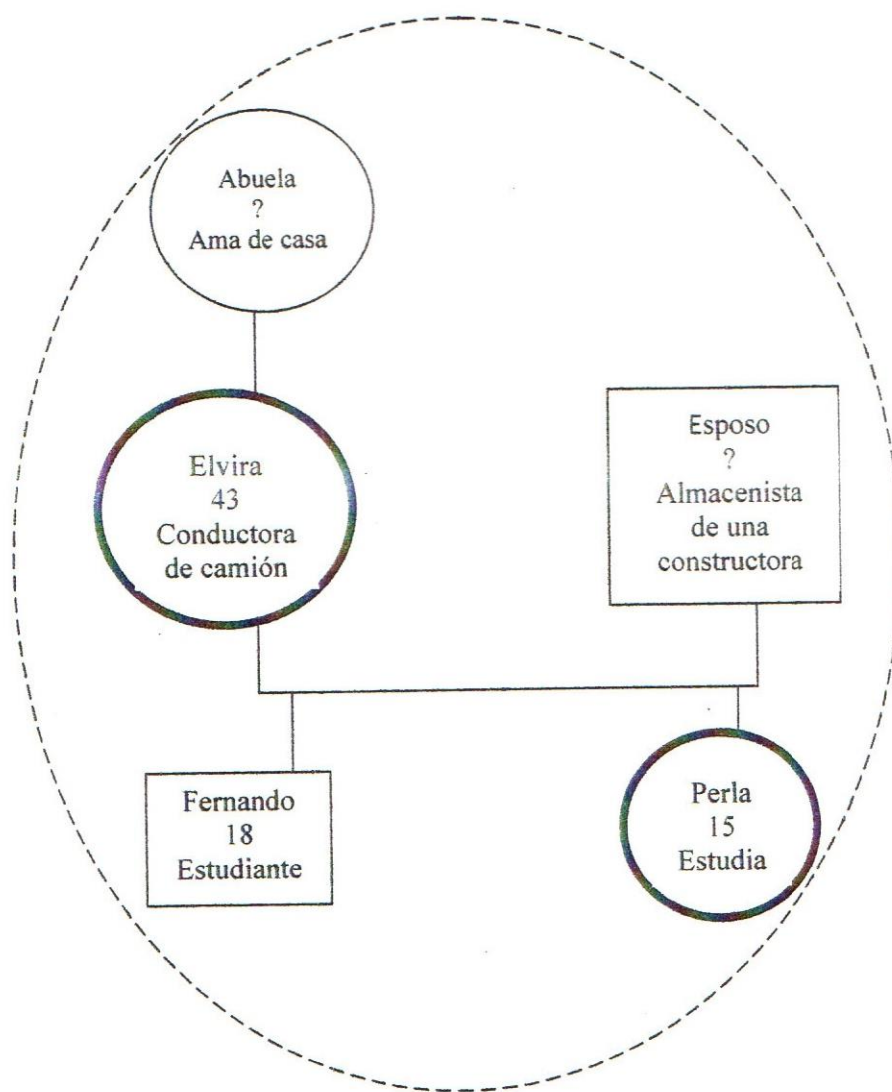 Abuela
?
Ama de casa
Elvira
43
Conductora
de camión
Esposo
?
Almacenista
de una
constructora
Fernando
18
Estudiante
Perla
15
Estudia